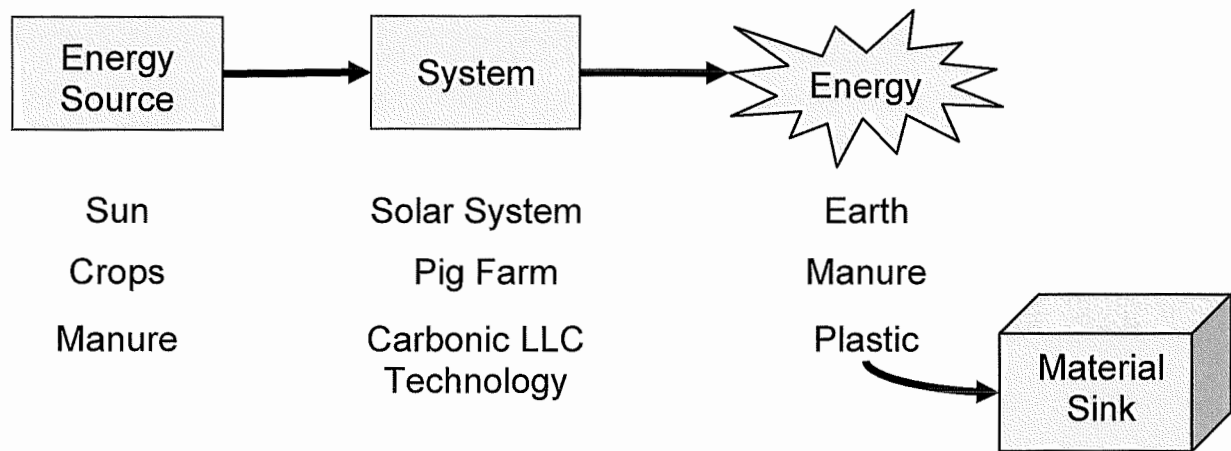 Energy
Source
System
Energy
Sun
Solar System
Earth
Crops
Pig Farm
Manure
Manure
Carbonic LLC
Technology
Plastic
Material
Sink